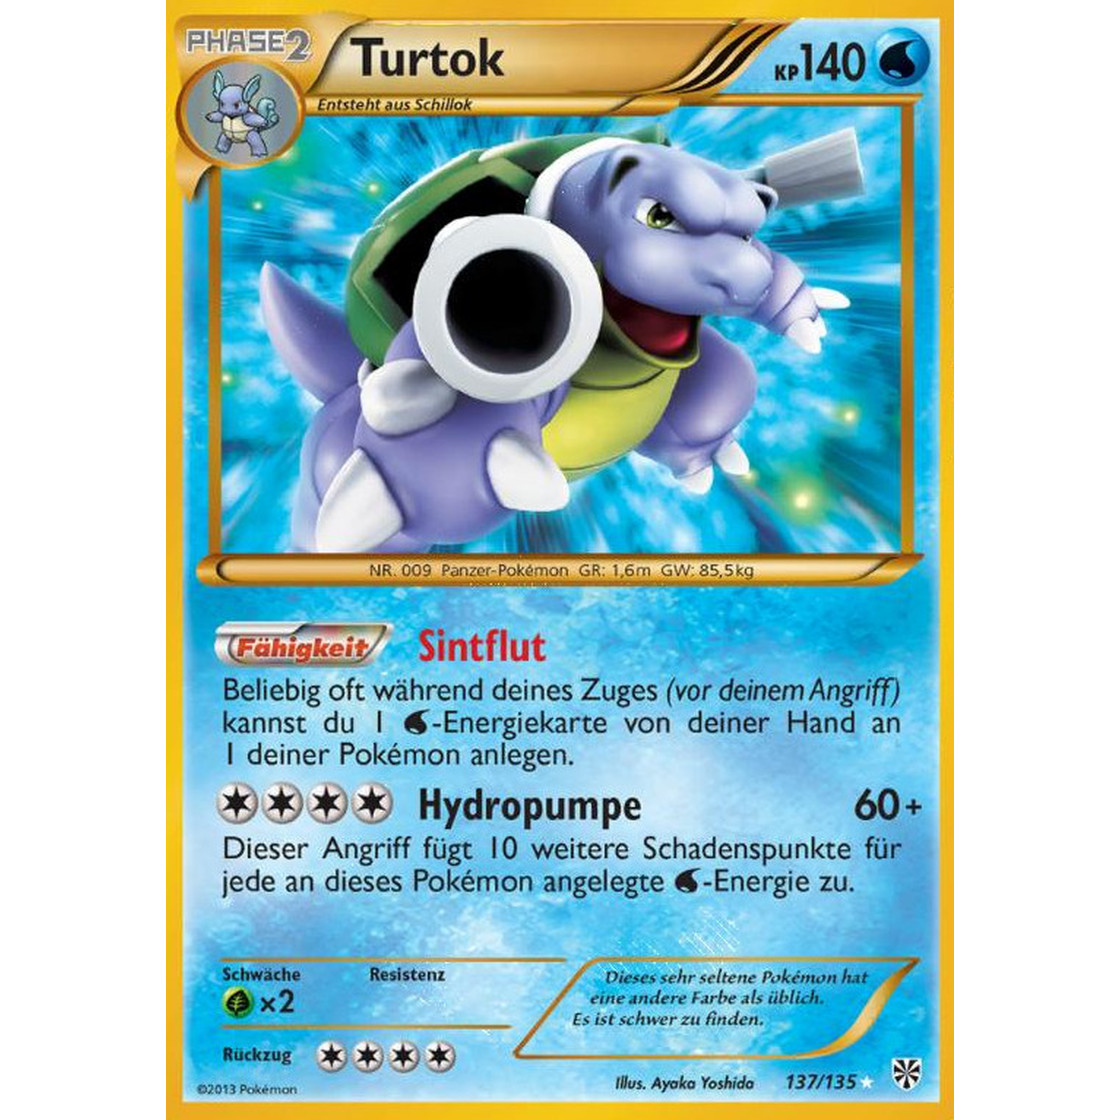 PHASE2 Turtok KP140
Entsteht aus Schillok
NR. 009 Panzer-Pokémon GR: 1,6m GW: 85,5kg
Fähigkeit Sintflut
Beliebig oft während deines Zuges (vor deinem Angriff)
kannst du 1 -Energiekarte von deiner Hand an
1 deiner Pokémon anlegen.
Hydropumpe 60+
Dieser Angriff fügt 10 weitere Schadenspunkte für
jede an dieses Pokémon angelegte -Energie zu.
Schwäche Resistenz
×2
Rückzug
Dieses sehr seltene Pokémon hat
eine andere Farbe als üblich.
Es ist schwer zu finden.
©2013 Pokémon
Illus. Ayaka Yoshida 137/135